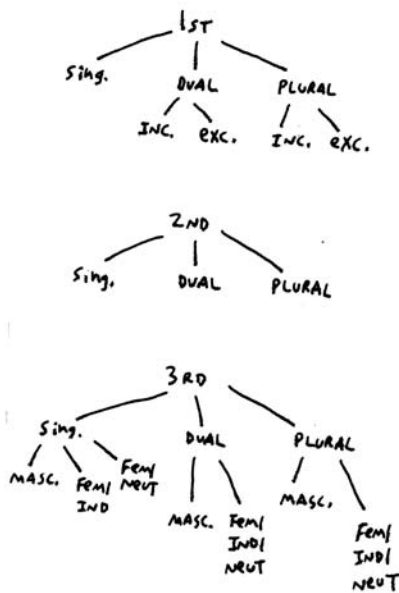 1ST
Sing. DUAL PLURAL
INC. eXC. INC. eXC.
2ND
Sing. DUAL PLURAL
3RD
Sing. DUAL PLURAL
MASC. Fem/ IND Fem/ NeuT
MASC. Fem/ IND/ NeuT
MASC. Fem/ IND/ NeuT